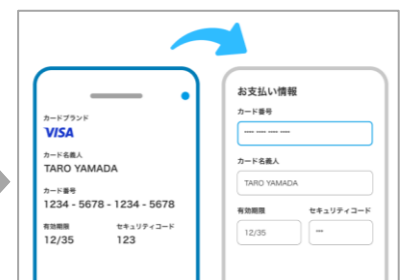 カードブランド
VISA
カード名義人
TARO YAMADA
カード番号
1234 - 5678 - 1234 - 5678
有効期限 セキュリティコード
12/35 123
お支払い情報
カード番号
---- ---- ---- ----
カード名義人
TARO YAMADA
有効期限 セキュリティコード
12/35 ---